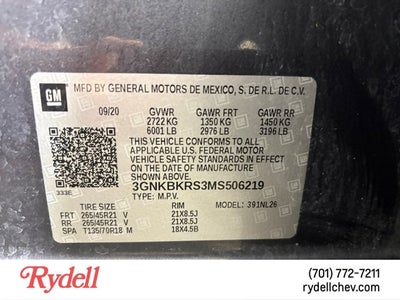 GM
MFD BY GENERAL MOTORS DE MEXICO, S. DE R.L. DE C.V.
09/20 GVWR GAWR FRT GAWR RR
2722 KG 1350 KG 1450 KG
6001 LB 2976 LB 3196 LB
THIS VEHICLE CONFORMS TO ALL
APPLICABLE U.S. FEDERAL MOTOR
VEHICLE SAFETY
STANDARDS IN EFFECT ON THE DATE OF
MANUFACTURE SHOWN ABOVE.
3GNKBKRS3MS506219
333E TYPE: M.P.V. MODEL: 391NL26
TIRE SIZE RIM
FRT 265/45R21 V 21X8.5J
RR 265/45R21 V 21X8.5J
SPA T135/70R18 M 18X4.5B
Rydell
(701) 772-7211
rydellchev.com